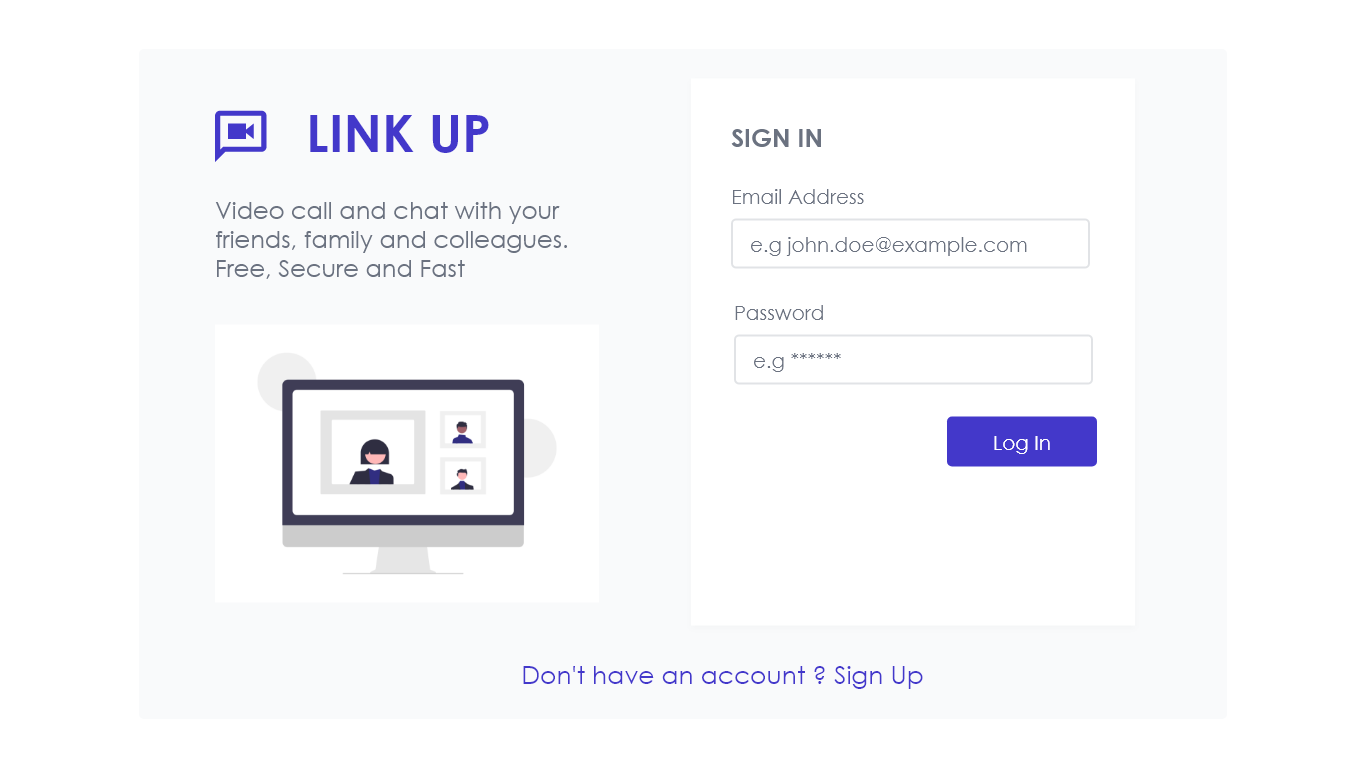 LINK UP
Video call and chat with your
friends, family and colleagues.
Free, Secure and Fast
SIGN IN
Email Address
e.g john.doe@example.com
Password
e.g ******
Log In
Don't have an account ? Sign Up